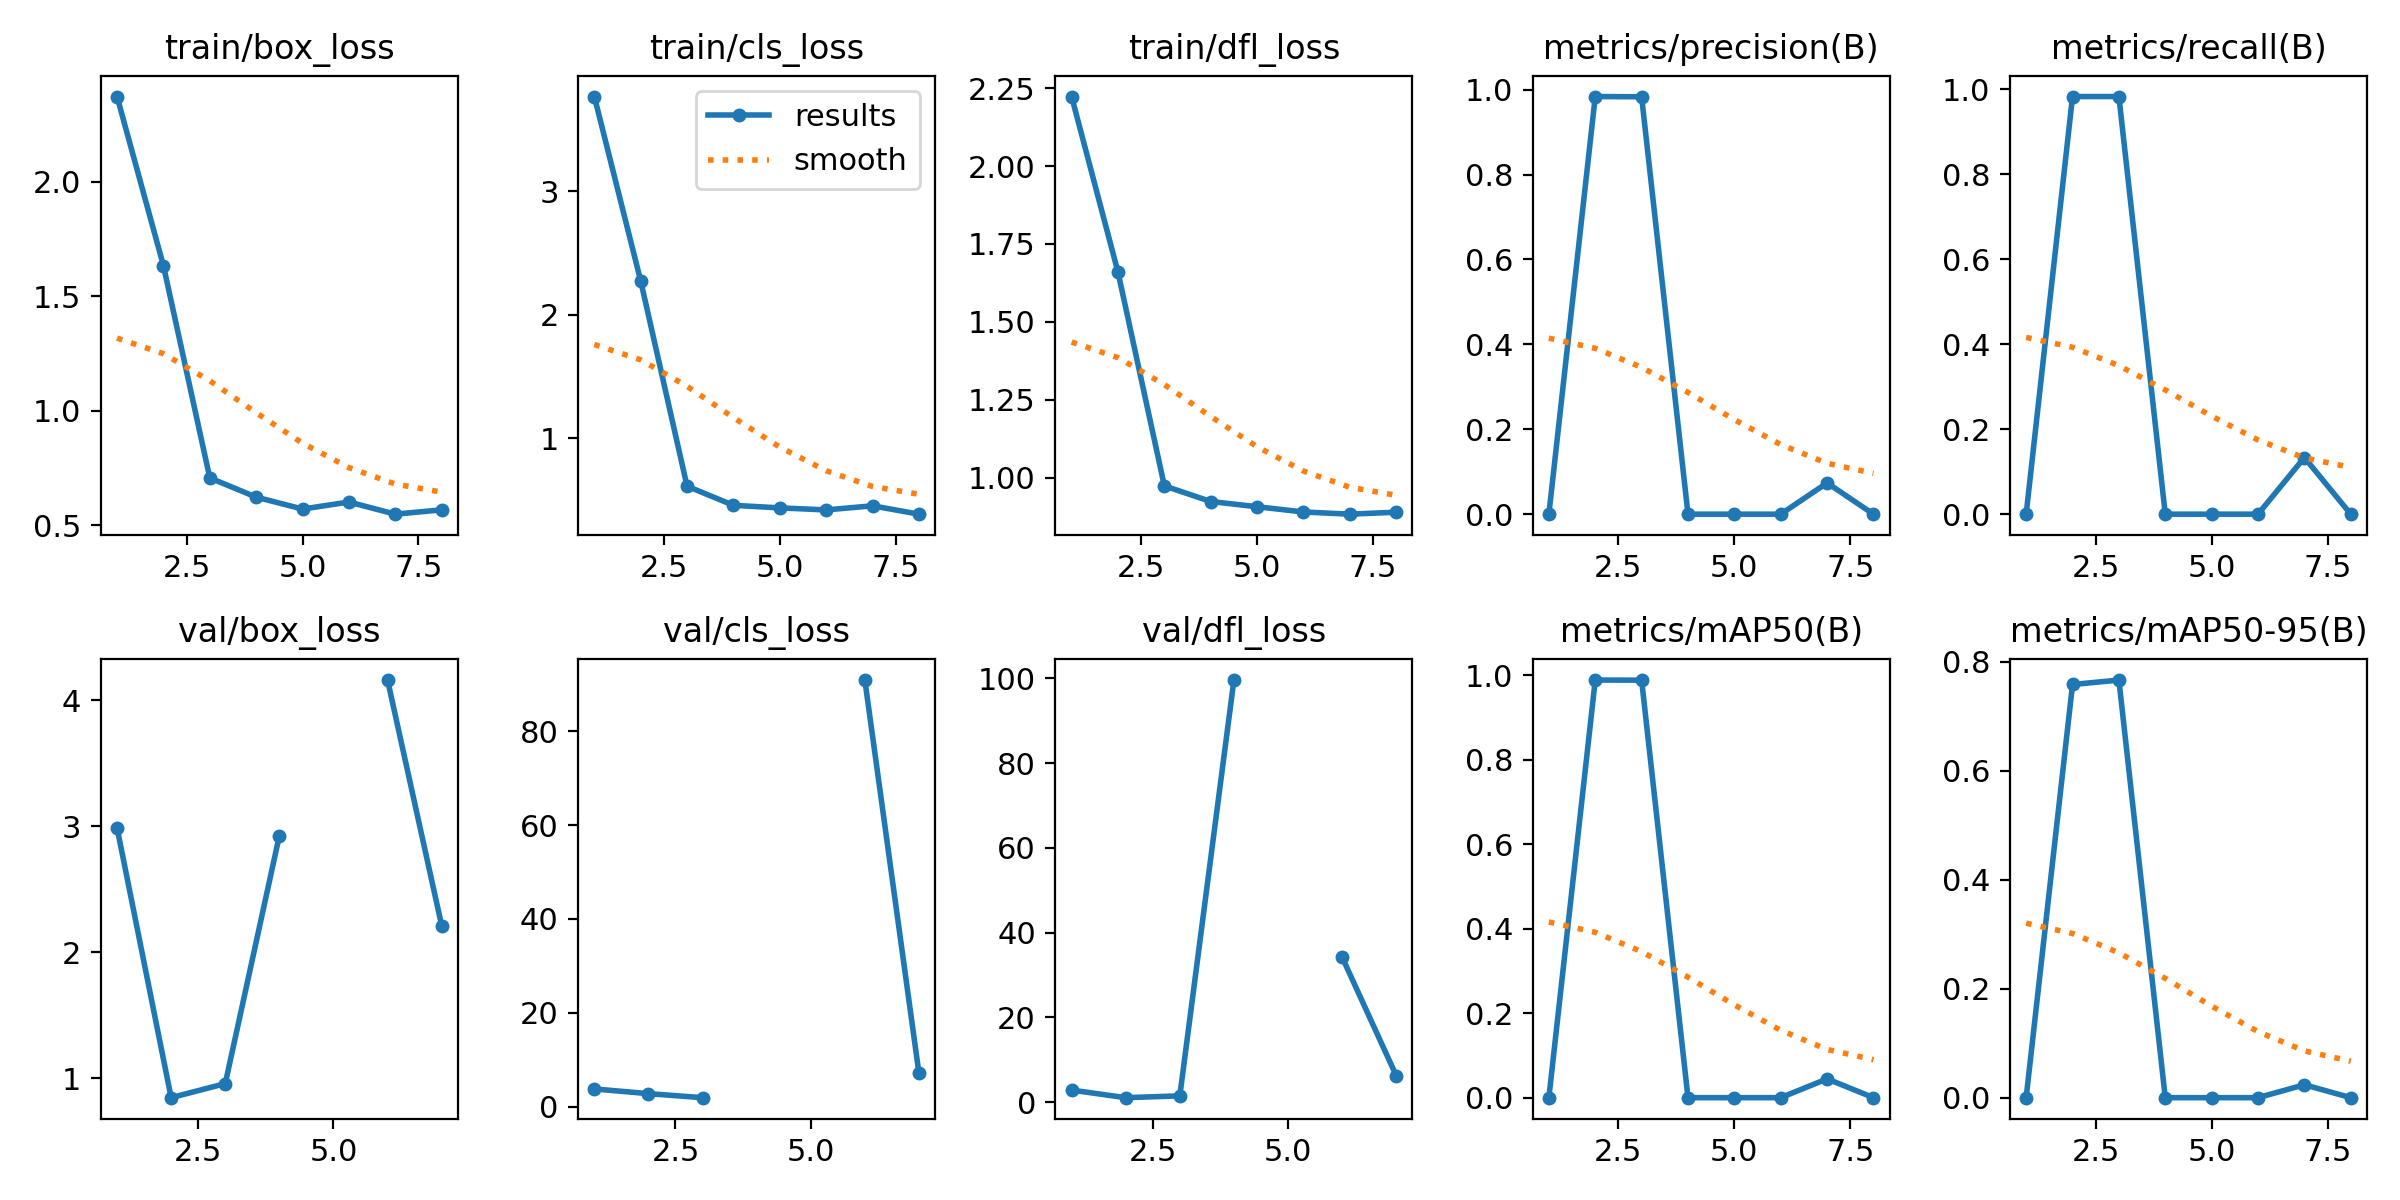 train/box_loss
train/cls_loss
train/dfl_loss
metrics/precision(B)
metrics/recall(B)
2.0
1.5
1.0
0.5
2.5 5.0 7.5
results
smooth
3
2
1
2.5 5.0 7.5
2.25
2.00
1.75
1.50
1.25
1.00
2.5 5.0 7.5
1.0
0.8
0.6
0.4
0.2
0.0
2.5 5.0 7.5
1.0
0.8
0.6
0.4
0.2
0.0
2.5 5.0 7.5
val/box_loss
val/cls_loss
val/dfl_loss
metrics/mAP50(B)
metrics/mAP50-95(B)
4
3
2
1
2.5 5.0
80
60
40
20
0
2.5 5.0
100
80
60
40
20
0
2.5 5.0
1.0
0.8
0.6
0.4
0.2
0.0
2.5 5.0 7.5
0.8
0.6
0.4
0.2
0.0
2.5 5.0 7.5